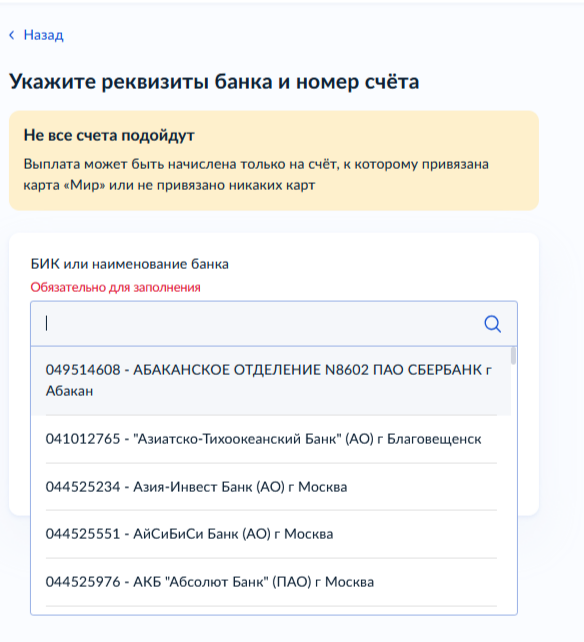 Назад
Укажите реквизиты банка и номер счёта
Не все счета подойдут
Выплата может быть начислена только на счёт, к которому привязана
карта «Мир» или не привязано никаких карт
БИК или наименование банка
Обязательно для заполнения
049514608 - АБАКАНСКОЕ ОТДЕЛЕНИЕ N8602 ПАО СБЕРБАНК г
Абакан
041012765 - "Азиатско-Тихоокеанский Банк" (АО) г Благовещенск
044525234 - Азия-Инвест Банк (АО) г Москва
044525551 - АйСиБиСи Банк (АО) г Москва
044525976 - АКБ "Абсолют Банк" (ПАО) г Москва